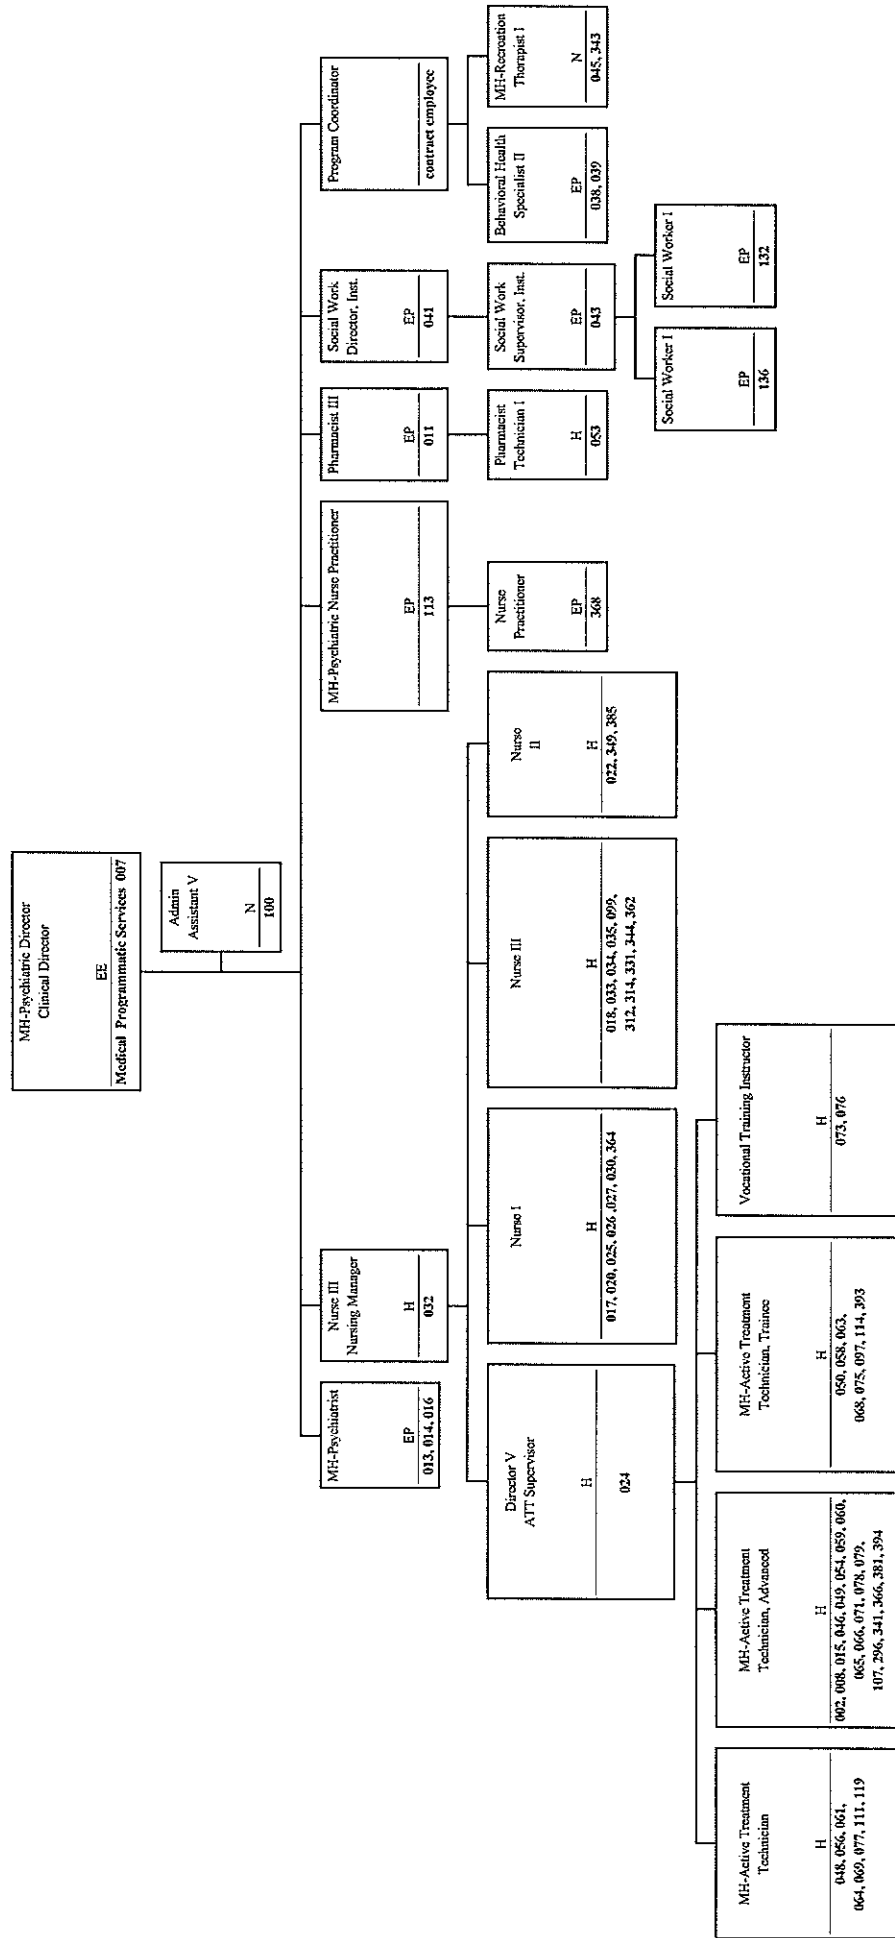 MH-Psychiatric Director
Clinical Director
EE
Medical Programmatic Services 007
Admin
Assistant V
N
100
MH-Psychiatrist
EP
013, 014, 016
Nurse III
Nursing Manager
H
032
MH-Psychiatric Nurse Practitioner
EP
113
Pharmacist III
EP
011
Social Work
Director, Inst.
EP
041
Program Coordinator
contract employee
Director V
ATT Supervisor
H
024
Nurse I
H
017, 020, 025, 026 ,027, 030, 364
Nurse III
H
018, 033, 034, 035, 099,
312, 314, 331, 344, 362
Nurse
II
H
022, 349, 385
Nurse
Practitioner
EP
368
Pharmacist
Technician I
H
053
Social Work
Supervisor, Inst.
EP
043
Behavioral Health
Specialist II
EP
038, 039
MH-Recreation
Therapist I
N
045, 343
Social Worker I
EP
136
Social Worker I
EP
132
MH-Active Treatment
Technician
H
048, 056, 061,
064, 069, 077, 111, 119
MH-Active Treatment
Technician, Advanced
H
002, 008, 015, 046, 049, 054, 059, 060,
065, 066, 071, 078, 079,
107, 296, 341, 366, 381, 394
MH-Active Treatment
Technician, Trainee
H
050, 058, 063,
068, 075, 097, 114, 393
Vocational Training Instructor
H
073, 076